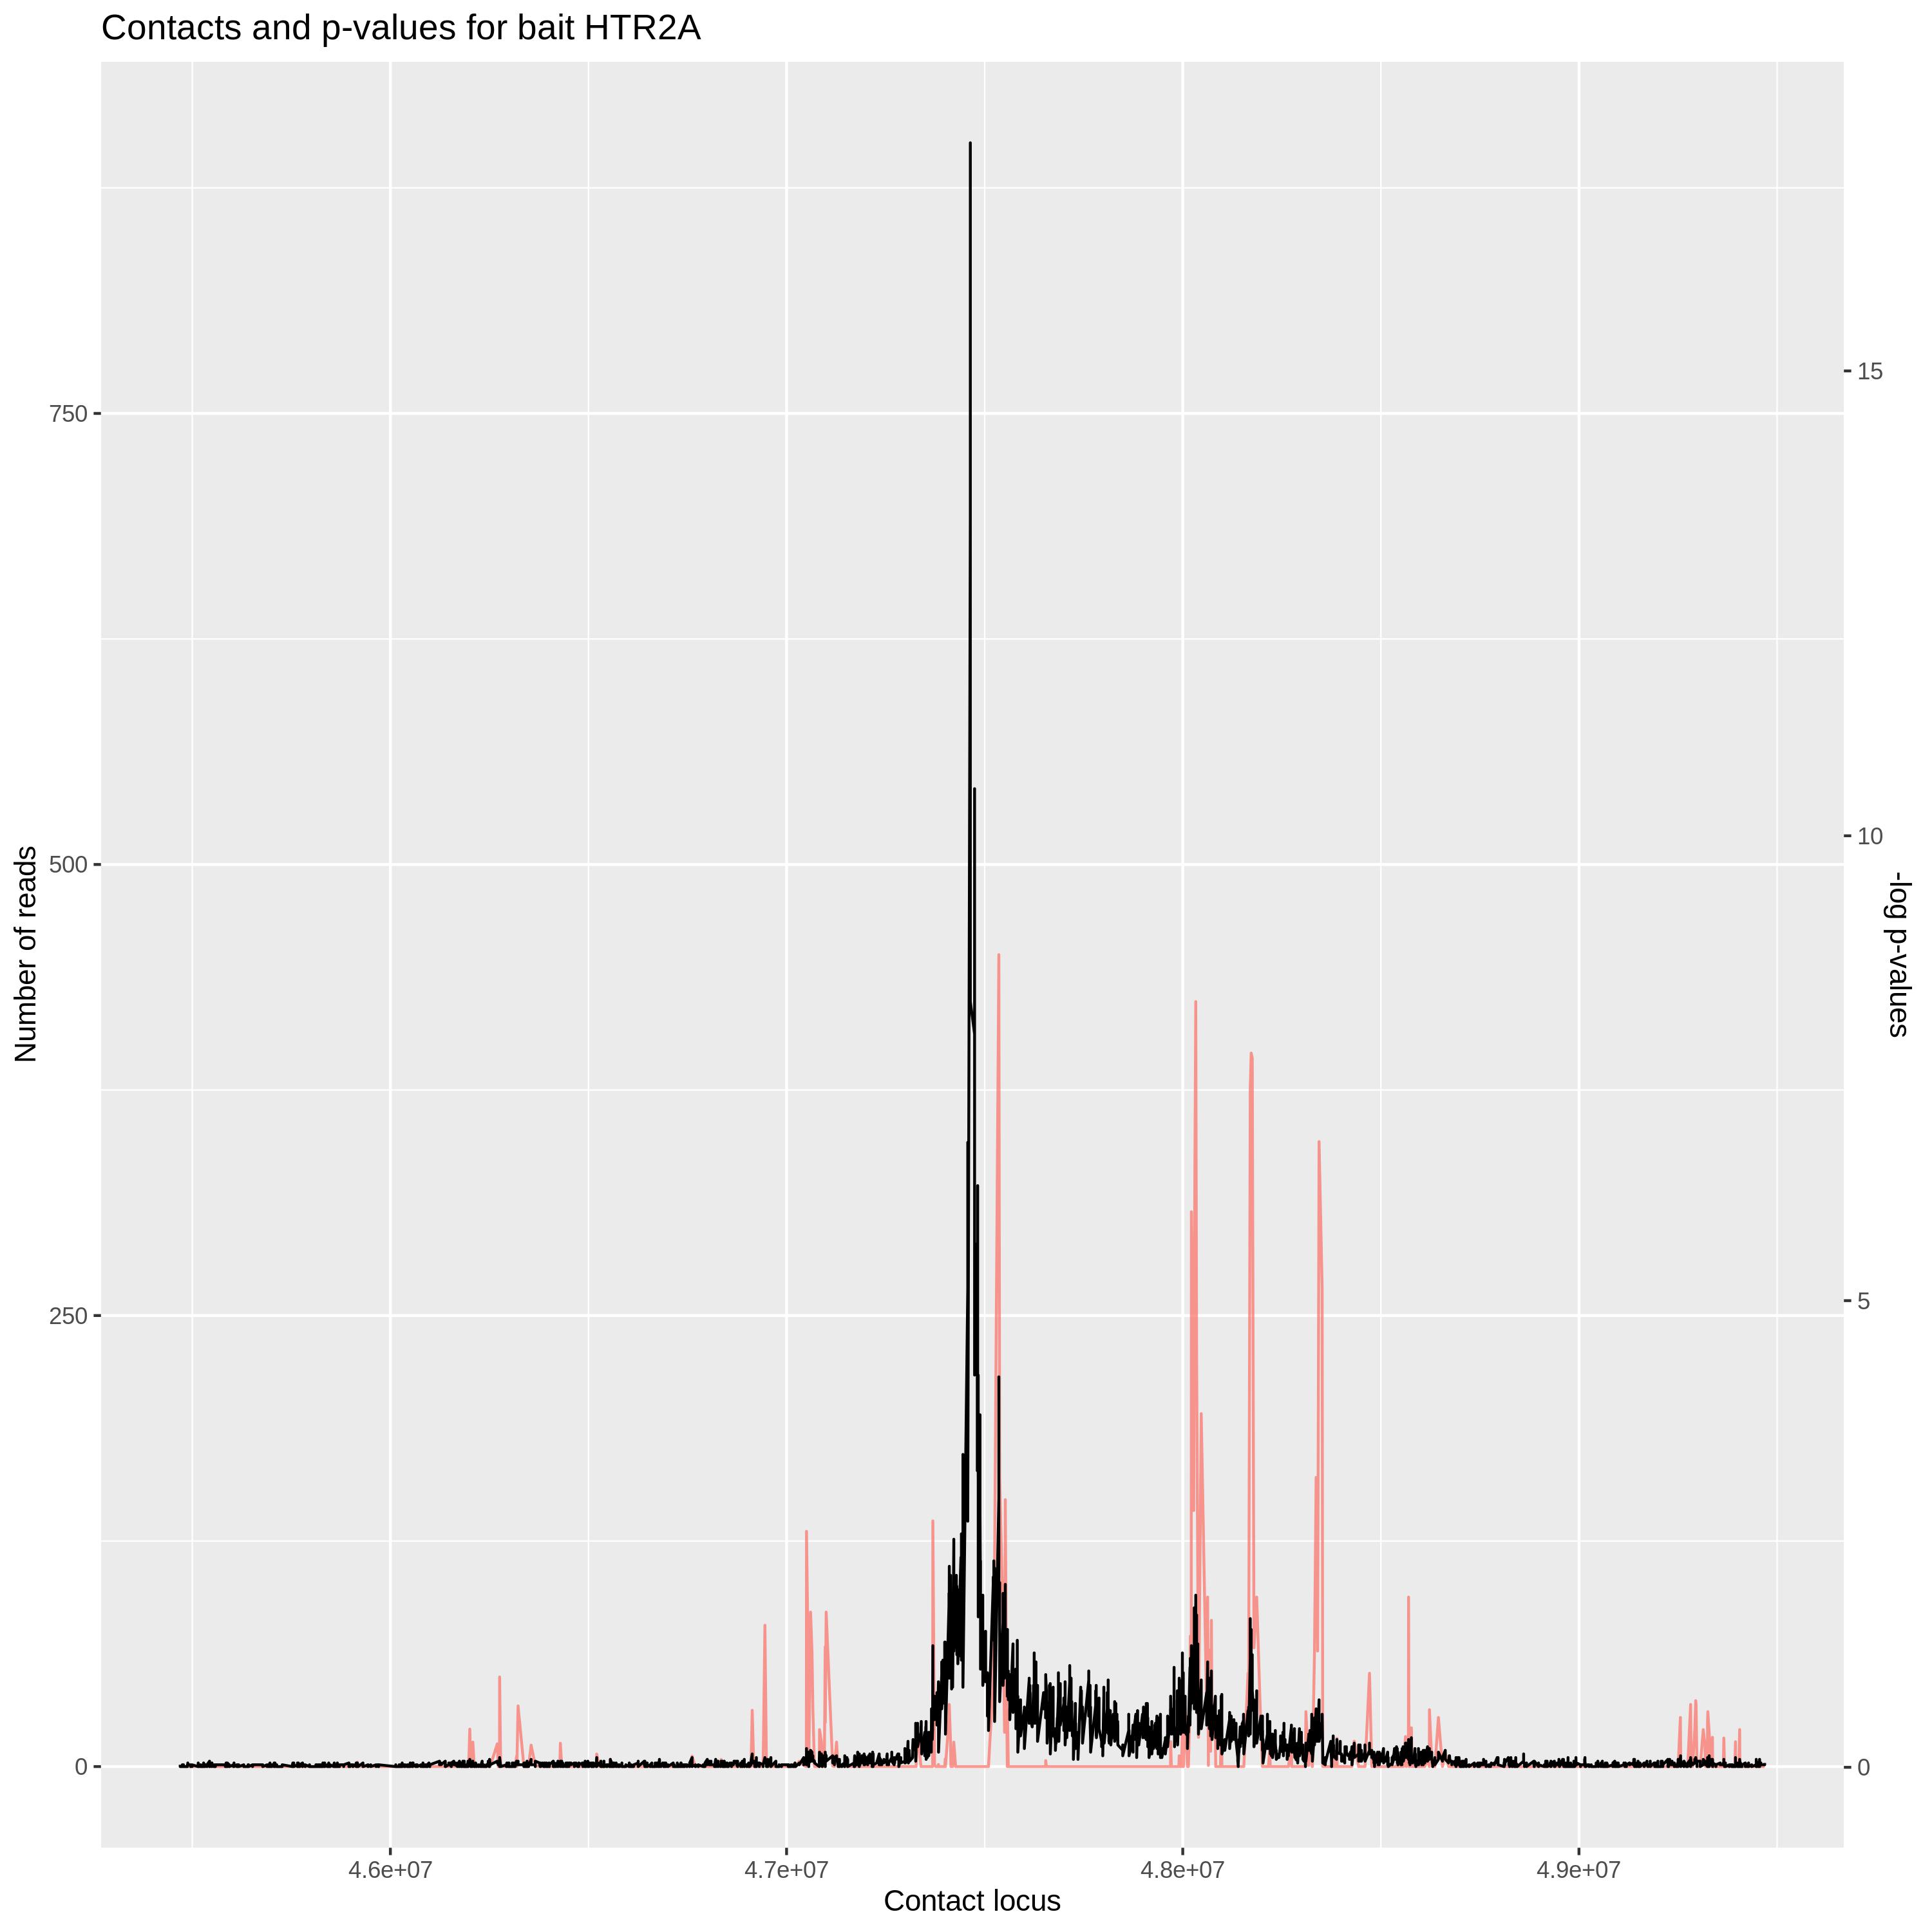 Contacts and p-values for bait HTR2A
750
500
250
0
15
10
5
0
Number of reads
-log p-values
4.6e+07
4.7e+07
4.8e+07
4.9e+07
Contact locus